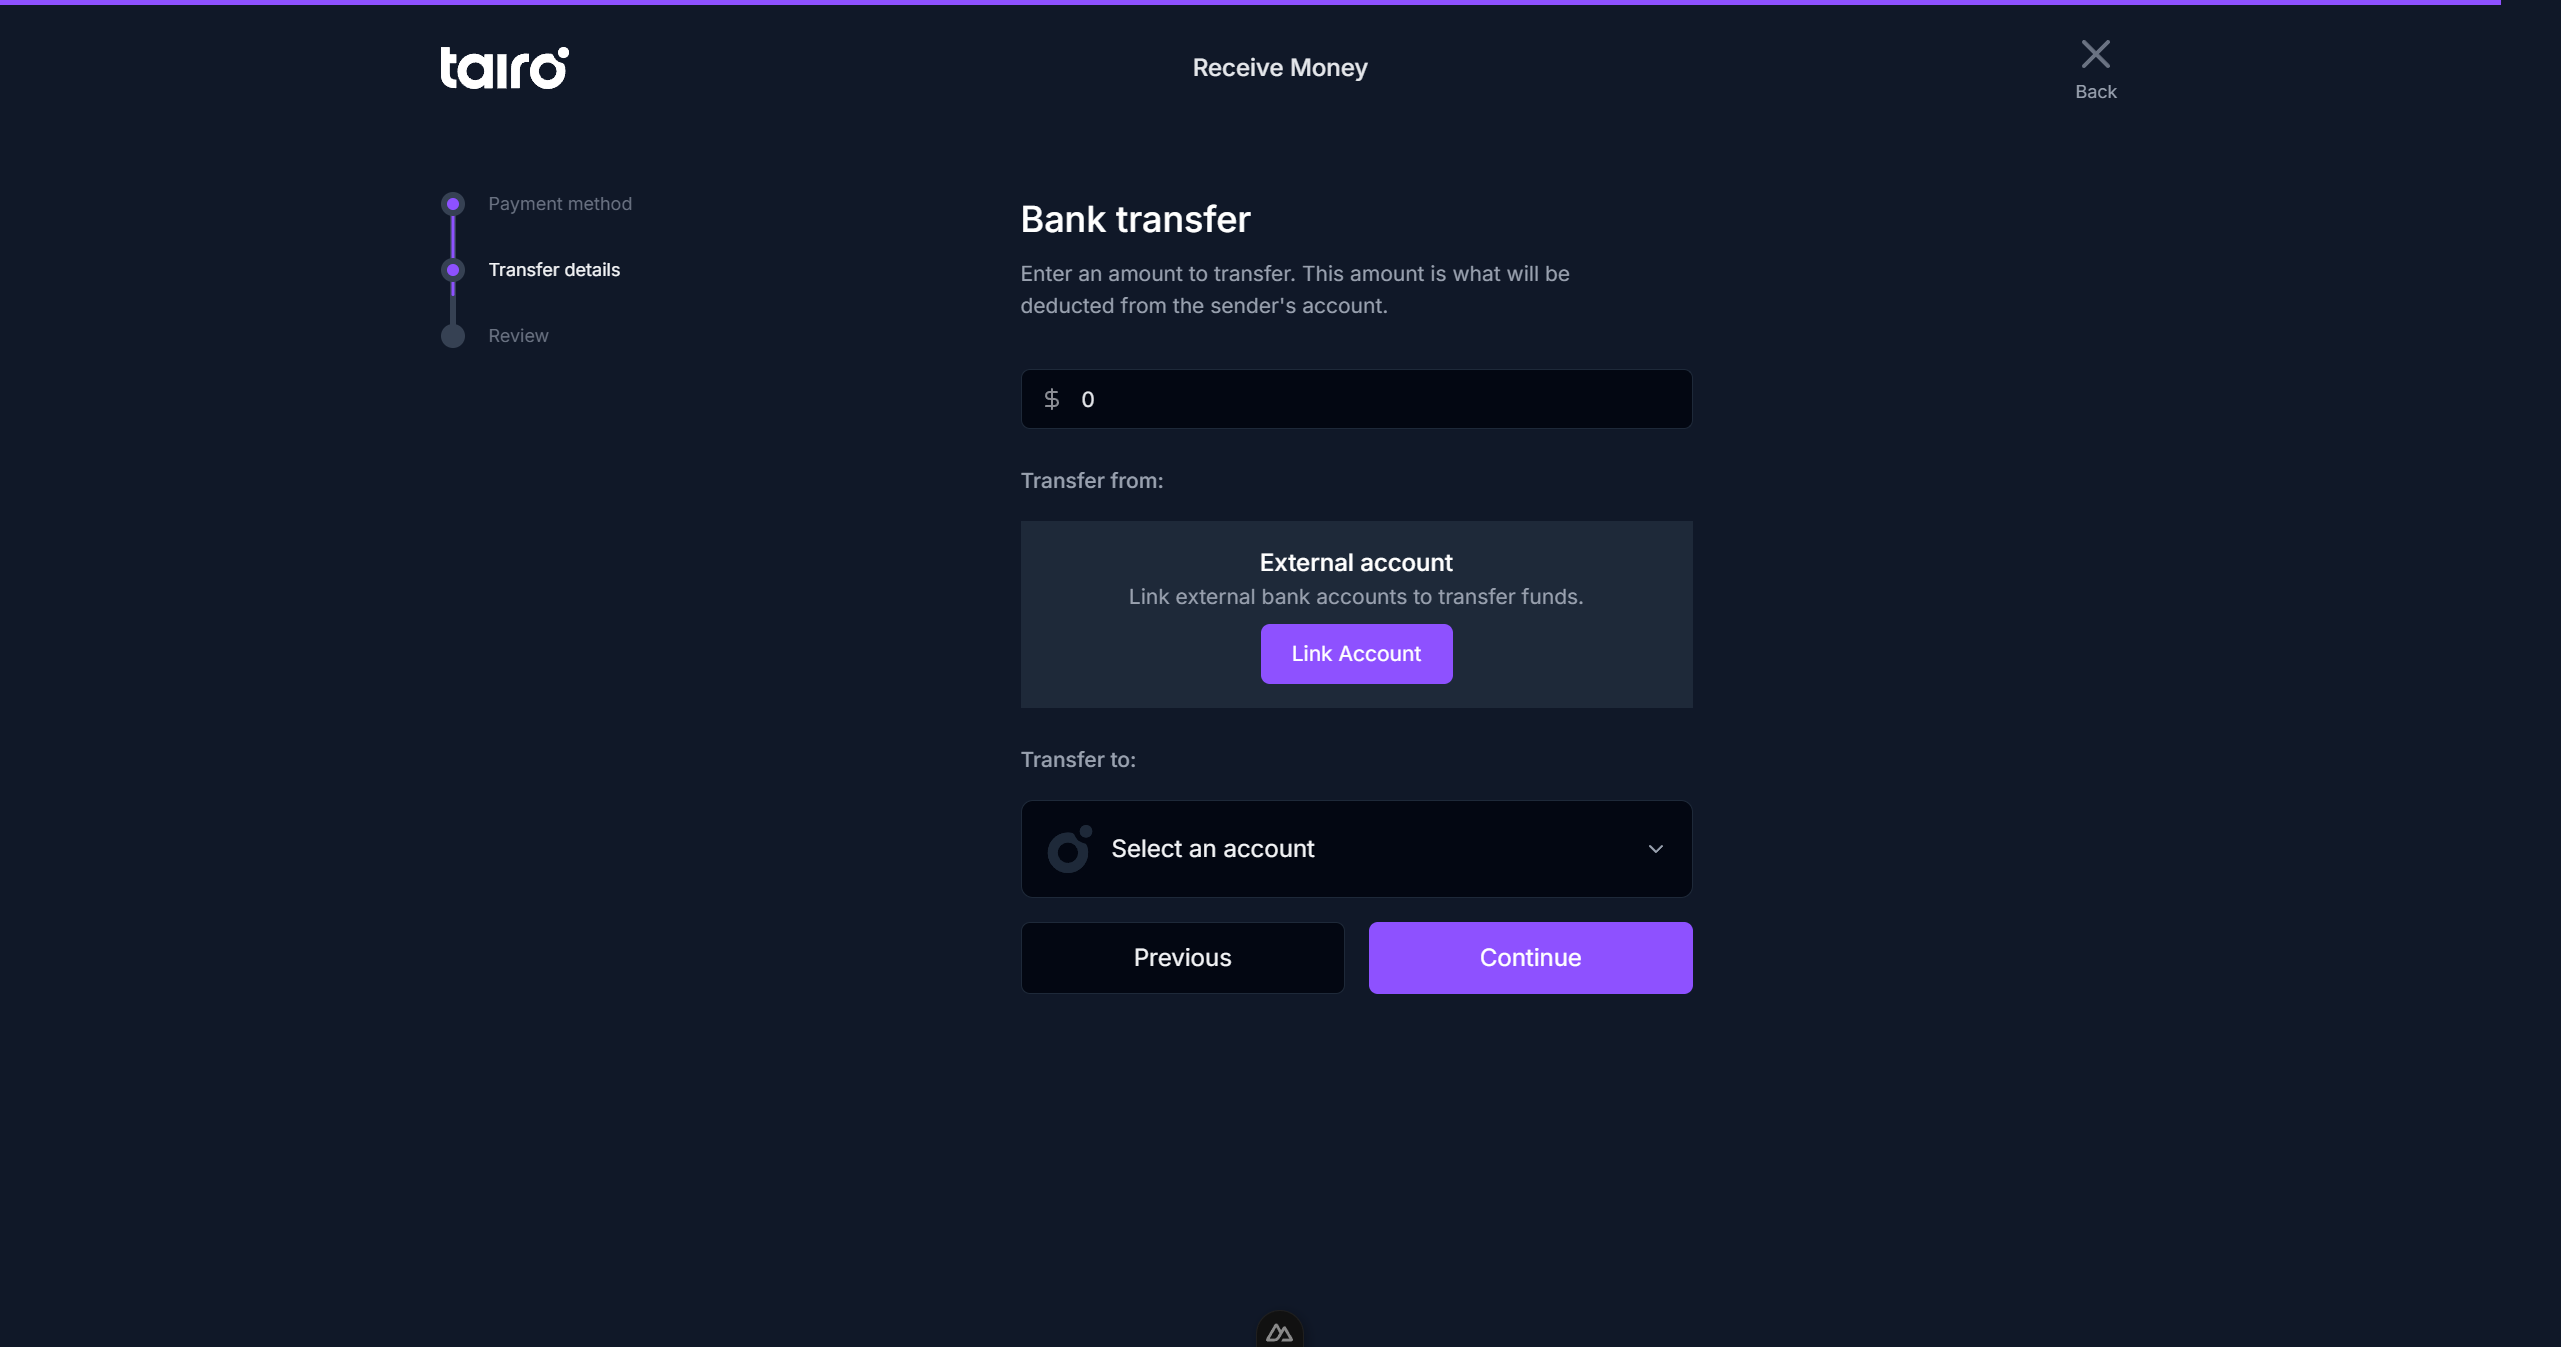 tairo
Receive Money
Back
Payment method
Transfer details
Review
Bank transfer
Enter an amount to transfer. This amount is what will be
deducted from the sender's account.
$ 0
Transfer from:
External account
Link external bank accounts to transfer funds.
Link Account
Transfer to:
Select an account
Previous
Continue